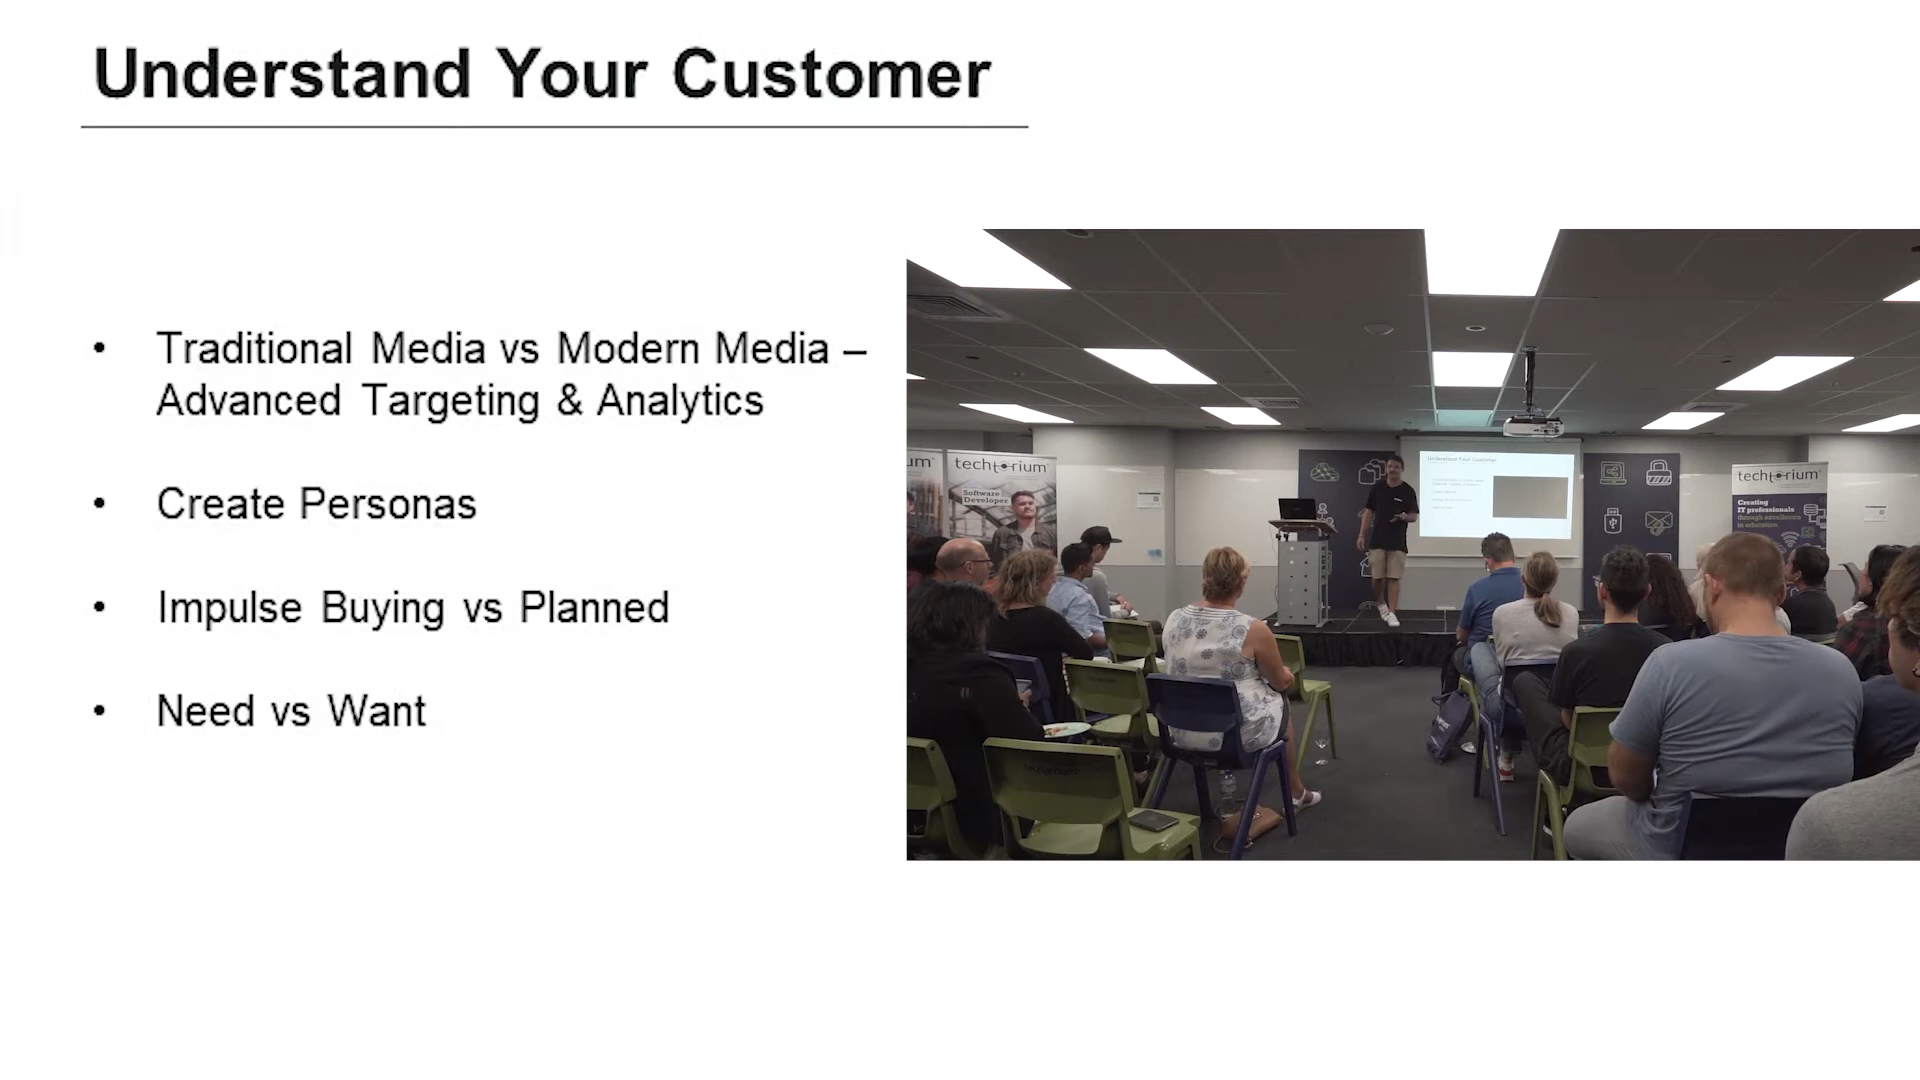 Understand Your Customer
• Traditional Media vs Modern Media –
Advanced Targeting & Analytics
• Create Personas
• Impulse Buying vs Planned
• Need vs Want
techtorium
Software
Developer
Understand Your Customer
techtorium
Creating
IT professionals
through excellence
in education